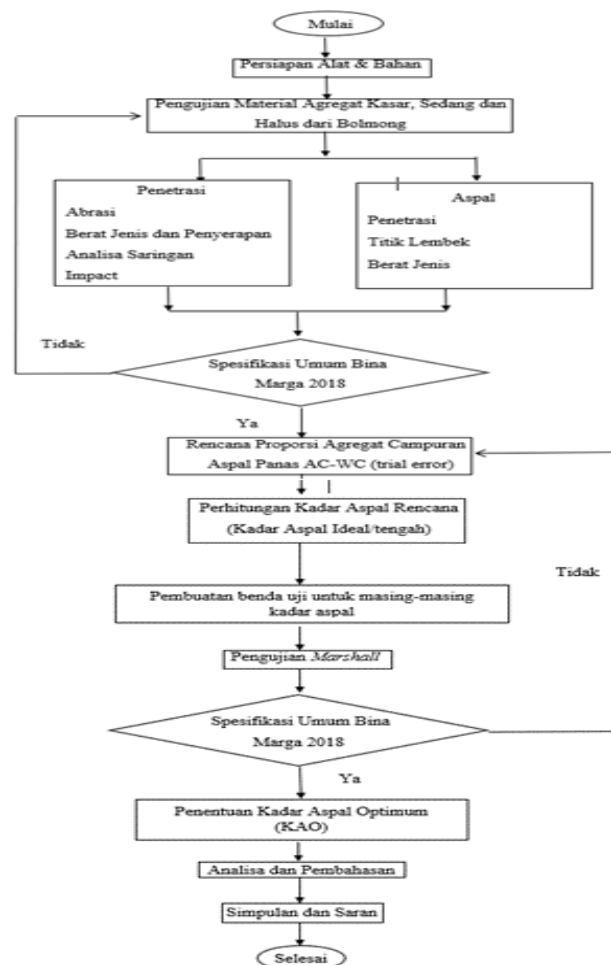 Mulai
Persiapan Alat & Bahan
Pengujian Material Agregat Kasar, Sedang dan
Halus dari Bolmong
Penetrasi
Abrasi
Berat Jenis dan Penyerapan
Analisa Saringan
Impact
Aspal
Penetrasi
Titik Lembek
Berat Jenis
Tidak
Spesifikasi Umum Bina
Marga 2018
Ya
Rencana Proporsi Agregat Campuran
Aspal Panas AC-WC (trial error)
Perhitungan Kadar Aspal Rencana
(Kadar Aspal Ideal/tengah)
Tidak
Pembuatan benda uji untuk masing-masing
kadar aspal
Pengujian Marshall
Spesifikasi Umum Bina
Marga 2018
Ya
Penentuan Kadar Aspal Optimum
(KAO)
Analisa dan Pembahasan
Simpulan dan Saran
Selesai